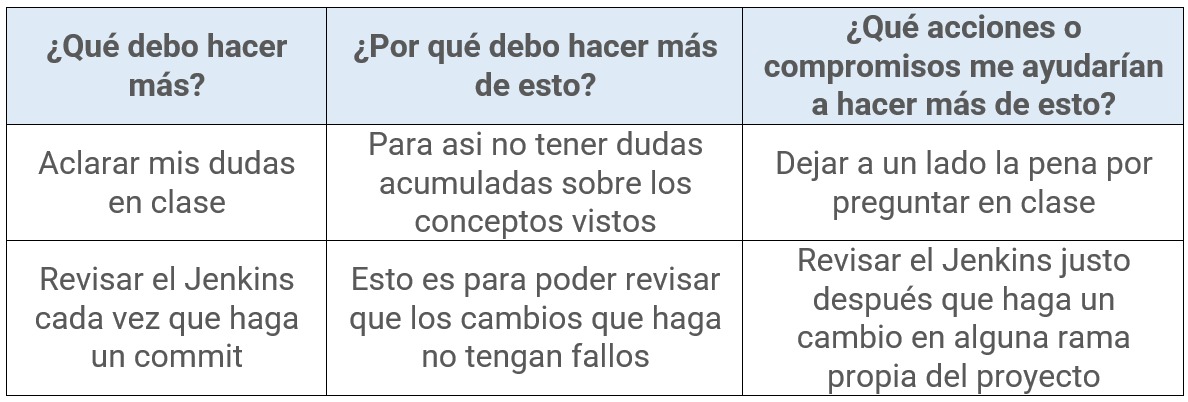 ¿Qué debo hacer
más?
¿Por qué debo hacer más
de esto?
¿Qué acciones o
compromisos me ayudarían
a hacer más de esto?
Aclarar mis dudas
en clase
Para asi no tener dudas
acumuladas sobre los
conceptos vistos
Dejar a un lado la pena por
preguntar en clase
Revisar el Jenkins
cada vez que haga
un commit
Esto es para poder revisar
que los cambios que haga
no tengan fallos
Revisar el Jenkins justo
después que haga un
cambio en alguna rama
propia del proyecto